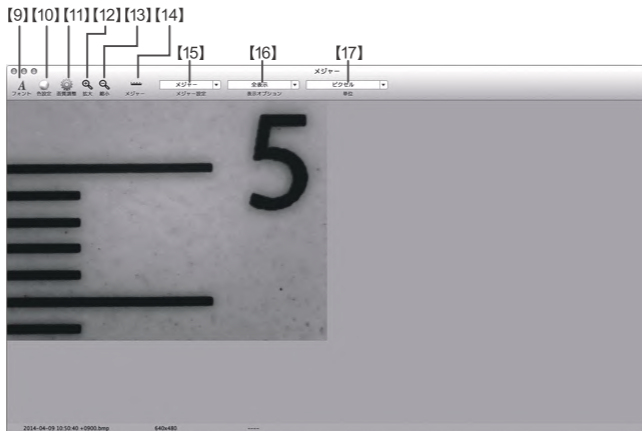 【9】【10】【11】【12】【13】【14】
【15】 【16】 【17】
メジャー
メジャー 全表示 ピクセル
フォント 色設定 画質調整 拡大 縮小 メジャー メジャー設定 表示オプション 単位
5
2014-04-09 10:50:40 +0900.bmp 640x480 -----